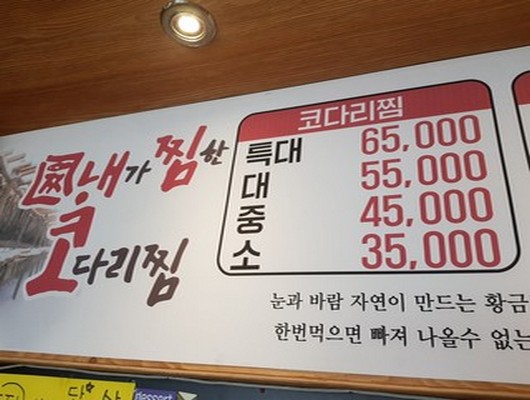 내가 찜한
코다리찜
코다리찜
특대 65,000
대 55,000
중 45,000
소 35,000
눈과 바람 자연이 만드는 황금
한번먹으면 빠져 나올수 없는
dessert